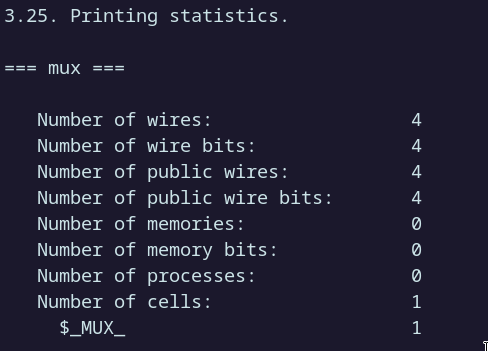 3.25. Printing statistics.
=== mux ===
Number of wires: 4
Number of wire bits: 4
Number of public wires: 4
Number of public wire bits: 4
Number of memories: 0
Number of memory bits: 0
Number of processes: 0
Number of cells: 1
$_MUX_ 1